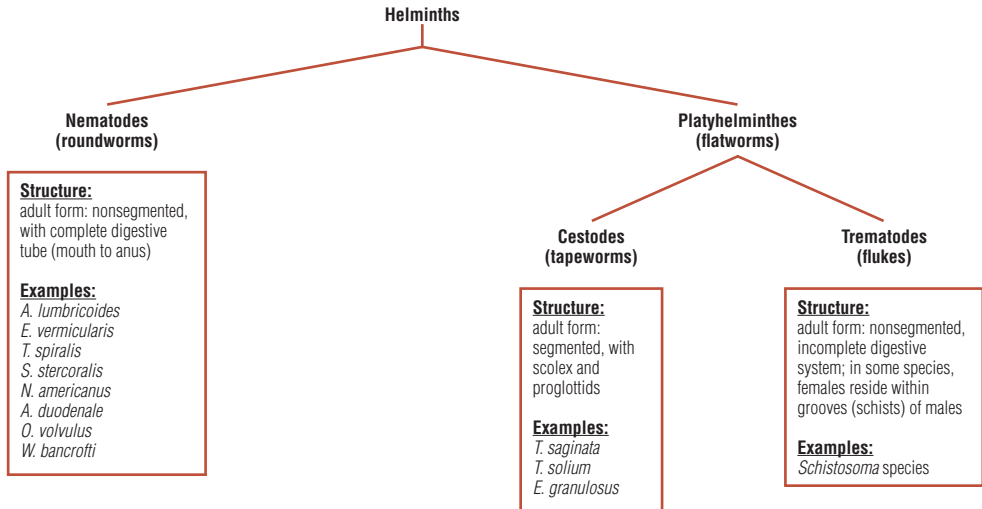 Helminths
Nematodes
(roundworms)
Structure:
adult form: nonsegmented,
with complete digestive
tube (mouth to anus)
Examples:
A. lumbricoides
E. vermicularis
T. spiralis
S. stercoralis
N. americanus
A. duodenale
O. volvulus
W. bancrofti
Platyhelminthes
(flatworms)
Cestodes
(tapeworms)
Structure:
adult form:
segmented, with
scolex and
proglottids
Examples:
T. saginata
T. solium
E. granulosus
Trematodes
(flukes)
Structure:
adult form: nonsegmented,
incomplete digestive
system; in some species,
females reside within
grooves (schists) of males
Examples:
Schistosoma species